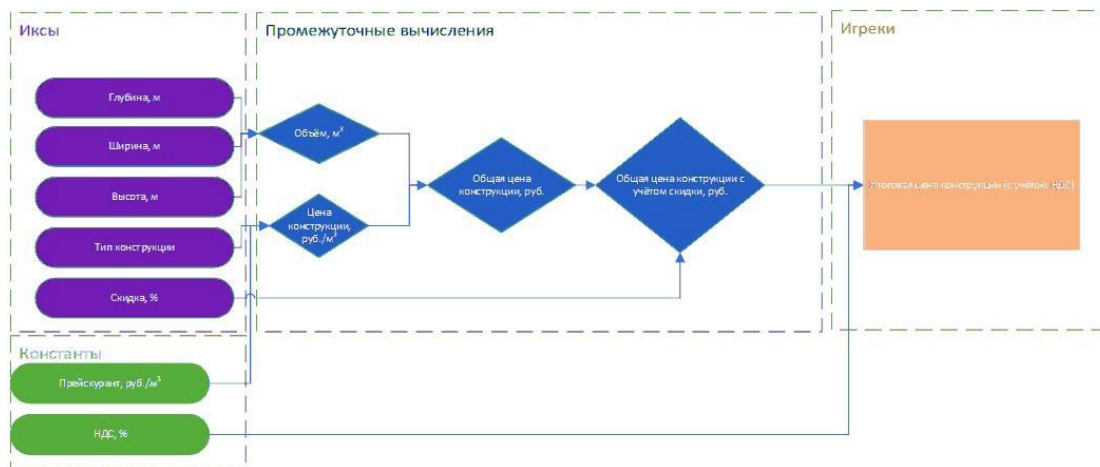 Иксы
Глубина, м
Ширина, м
Высота, м
Тип конструкции
Скидка, %
Константы
Прейскурант, руб./м³
НДС, %
Промежуточные вычисления
Объём, м³
Цена
конструкции,
руб./м³
Общая цена
конструкции, руб.
Общая цена конструкции с
учётом скидки, руб.
Игреки
Итоговая цена конструкции (с учётом НДС)